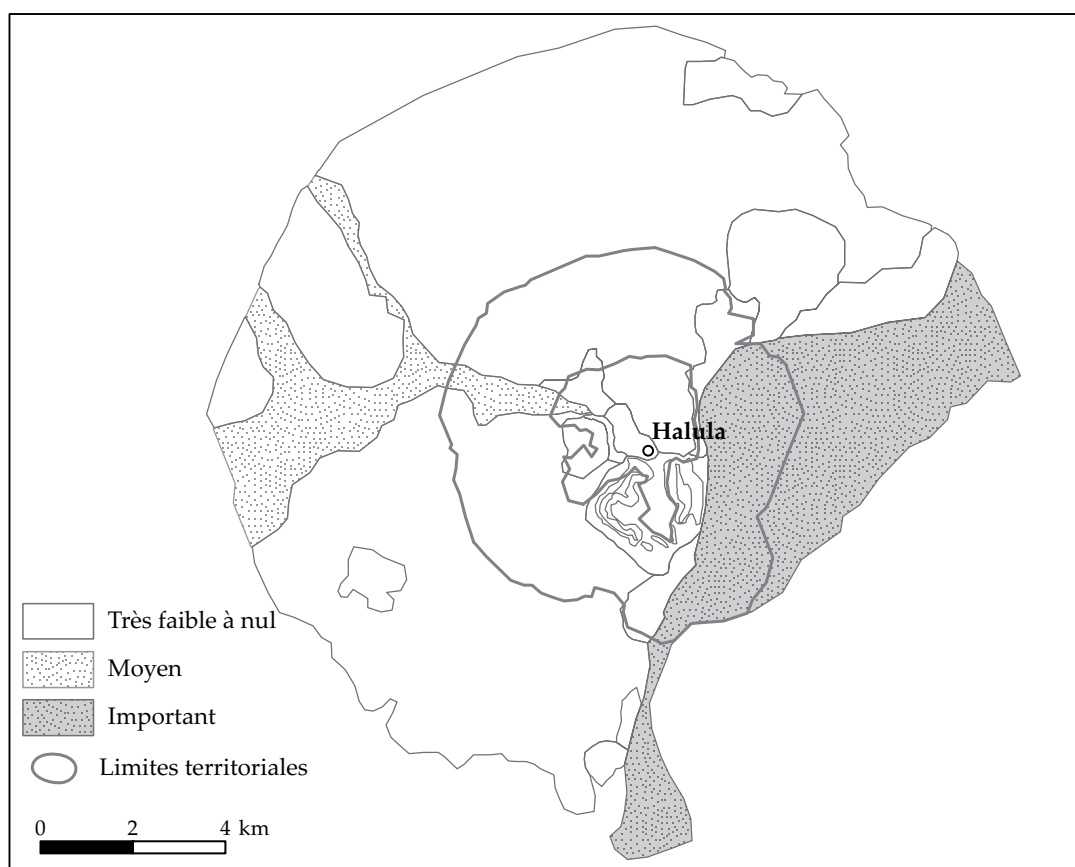 Halula
Très faible à nul
Moyen
Important
Limites territoriales
0 2 4 km